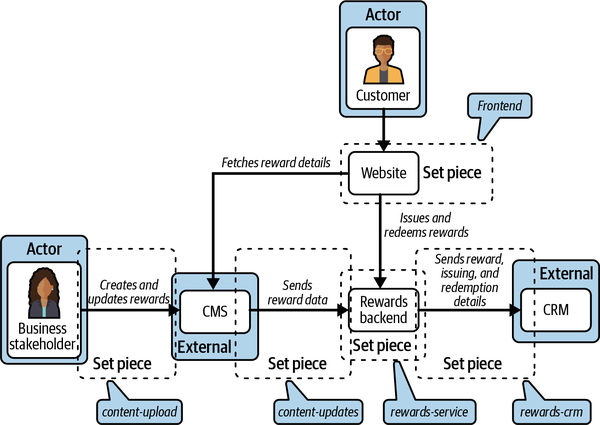 Actor
Customer
Frontend
Fetches reward details
Website
Set piece
Issues and
redeems rewards
Actor
Business
stakeholder
Creates and
updates rewards
Set piece
content-upload
CMS
External
Sends
reward data
Set piece
content-updates
Rewards
backend
Set piece
rewards-service
Sends reward,
issuing, and
redemption
details
Set piece
rewards-crm
External
CRM